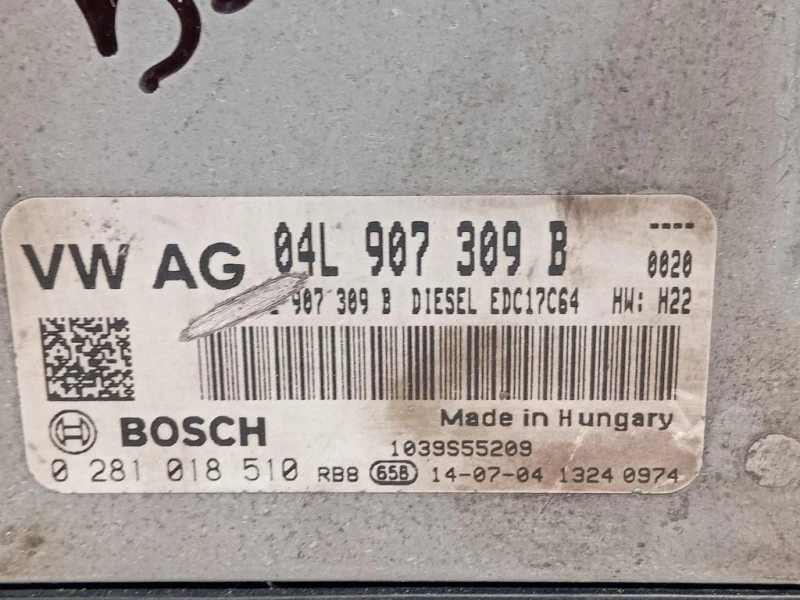 VW AG 04L 907 309 B ----
0020
907 309 B DIESEL EDC17C64 HW: H22
BOSCH Made in Hungary
1039S55209
0 281 018 510 RB8 65B 14-07-04 1324 0974